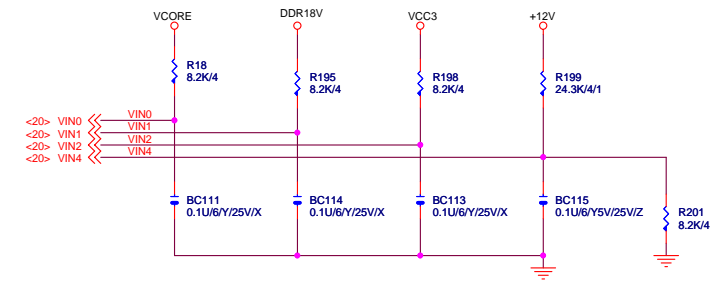 VCORE
DDR18V
VCC3
+12V
R18
8.2K/4
R195
8.2K/4
R198
8.2K/4
R199
24.3K/4/1
<20> VIN0
VIN0
<20> VIN1
VIN1
<20> VIN2
VIN2
<20> VIN4
VIN4
BC111
0.1U/6/Y/25V/X
BC114
0.1U/6/Y/25V/X
BC113
0.1U/6/Y/25V/X
BC115
0.1U/6/Y5V/25V/Z
R201
8.2K/4